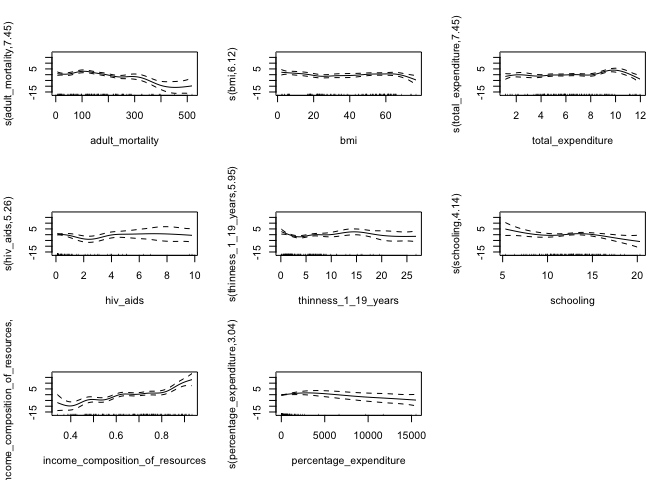 s(adult_mortality,7.45)
5
-15
0 100 300 500
adult_mortality
s(bmi,6.12)
5
-15
0 20 40 60
bmi
s(total_expenditure,7.45)
5
-15
2 4 6 8 10 12
total_expenditure
s(hiv_aids,5.26)
5
-15
0 2 4 6 8 10
hiv_aids
s(thinness_1_19_years,5.95)
5
-15
0 5 10 15 20 25
thinness_1_19_years
s(schooling,4.14)
5
-15
5 10 15 20
schooling
ncome_composition_of_resources,
5
-15
0.4 0.6 0.8
income_composition_of_resources
s(percentage_expenditure,3.04)
5
-15
0 5000 10000 15000
percentage_expenditure